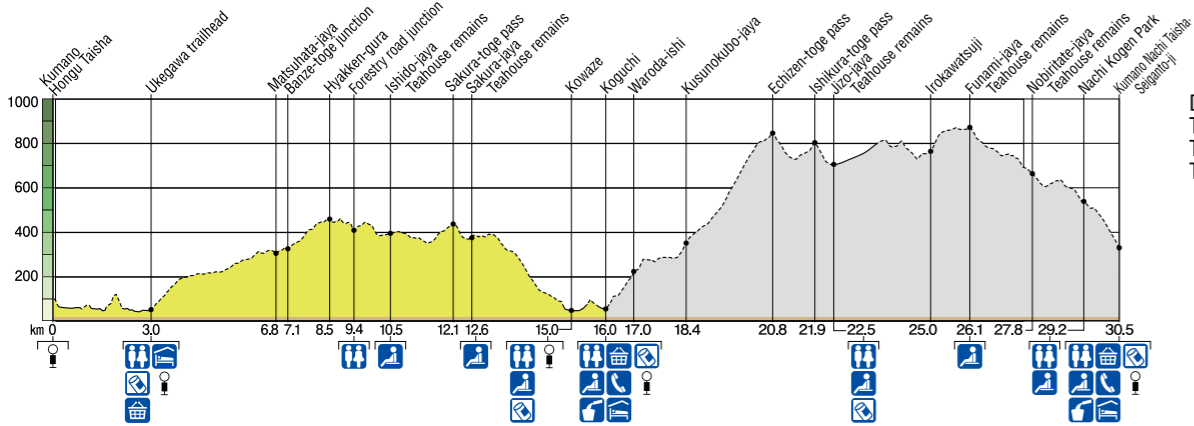 Kumano
Hongu Taisha
Ukegawa trailhead
Matsuhata-jaya
Banze-toge junction
Hyakken-gura
Forestry road junction
Ishido-jaya
Teahouse remains
Sakura-toge pass
Sakura-jaya
Teahouse remains
Kowaze
Koguchi
Waroda-ishi
Kusunokubo-jaya
Echizen-toge pass
Ishikura-toge pass
Jizo-jaya
Teahouse remains
Irokawatsuji
Funami-jaya
Teahouse remains
Nobiritate-jaya
Teahouse remains
Nachi Kogen Park
Kumano Nachi Taisha-
Seiganto-ji
1000
800
600
400
200
km 0 3.0 6.8 7.1 8.5 9.4 10.5 12.1 12.6 15.0 16.0 17.0 18.4 20.8 21.9 22.5 25.0 26.1 27.8 29.2 30.5